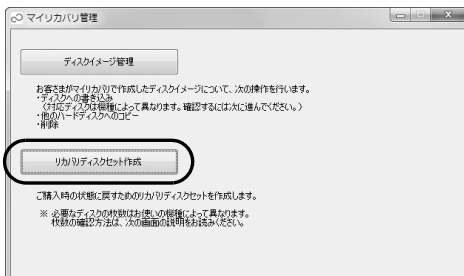 マイリカバリ管理
ディスクイメージ管理
お客さまがマイリカバリで作成したディスクイメージについて、次の操作を行います。
・ディスクへの書き込み
（対応ディスクは機種によって異なります。確認するには次に進んでください。）
・他のハードディスクへのコピー
・削除
リカバリディスクセット作成
ご購入時の状態に戻すためのリカバリディスクセットを作成します。
※ 必要なディスクの枚数はお使いの機種によって異なります。
枚数の確認方法は、次の画面の説明をお読みください。